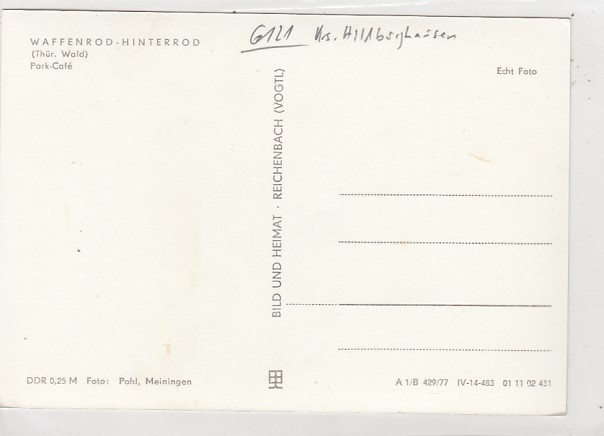 6121 Krs. Hildburghausen
WAFFENROD-HINTERROD
(Thür. Wald)
Park-Café
Echt Foto
BILD UND HEIMAT · REICHENBACH (VOGTL)
DDR 0,25 M Foto: Pohl, Meiningen
A 1/B 429/77 IV-14-483 01 11 02 451